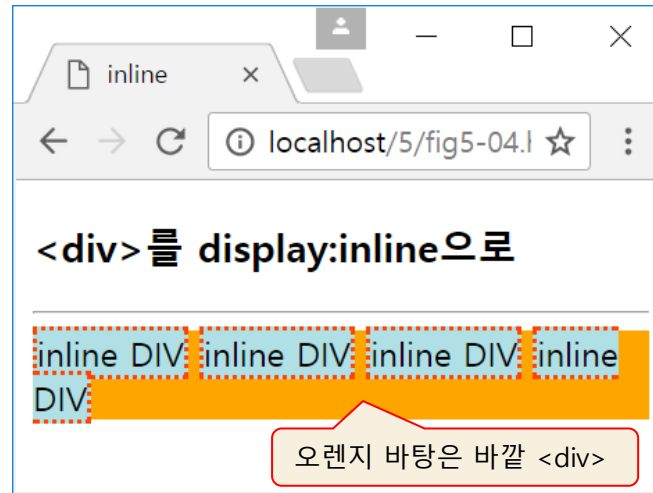 inline
localhost/5/fig5-04.l
<div>를 display:inline으로
inline DIV inline DIV inline DIV inline
DIV
오렌지 바탕은 바깥 <div>